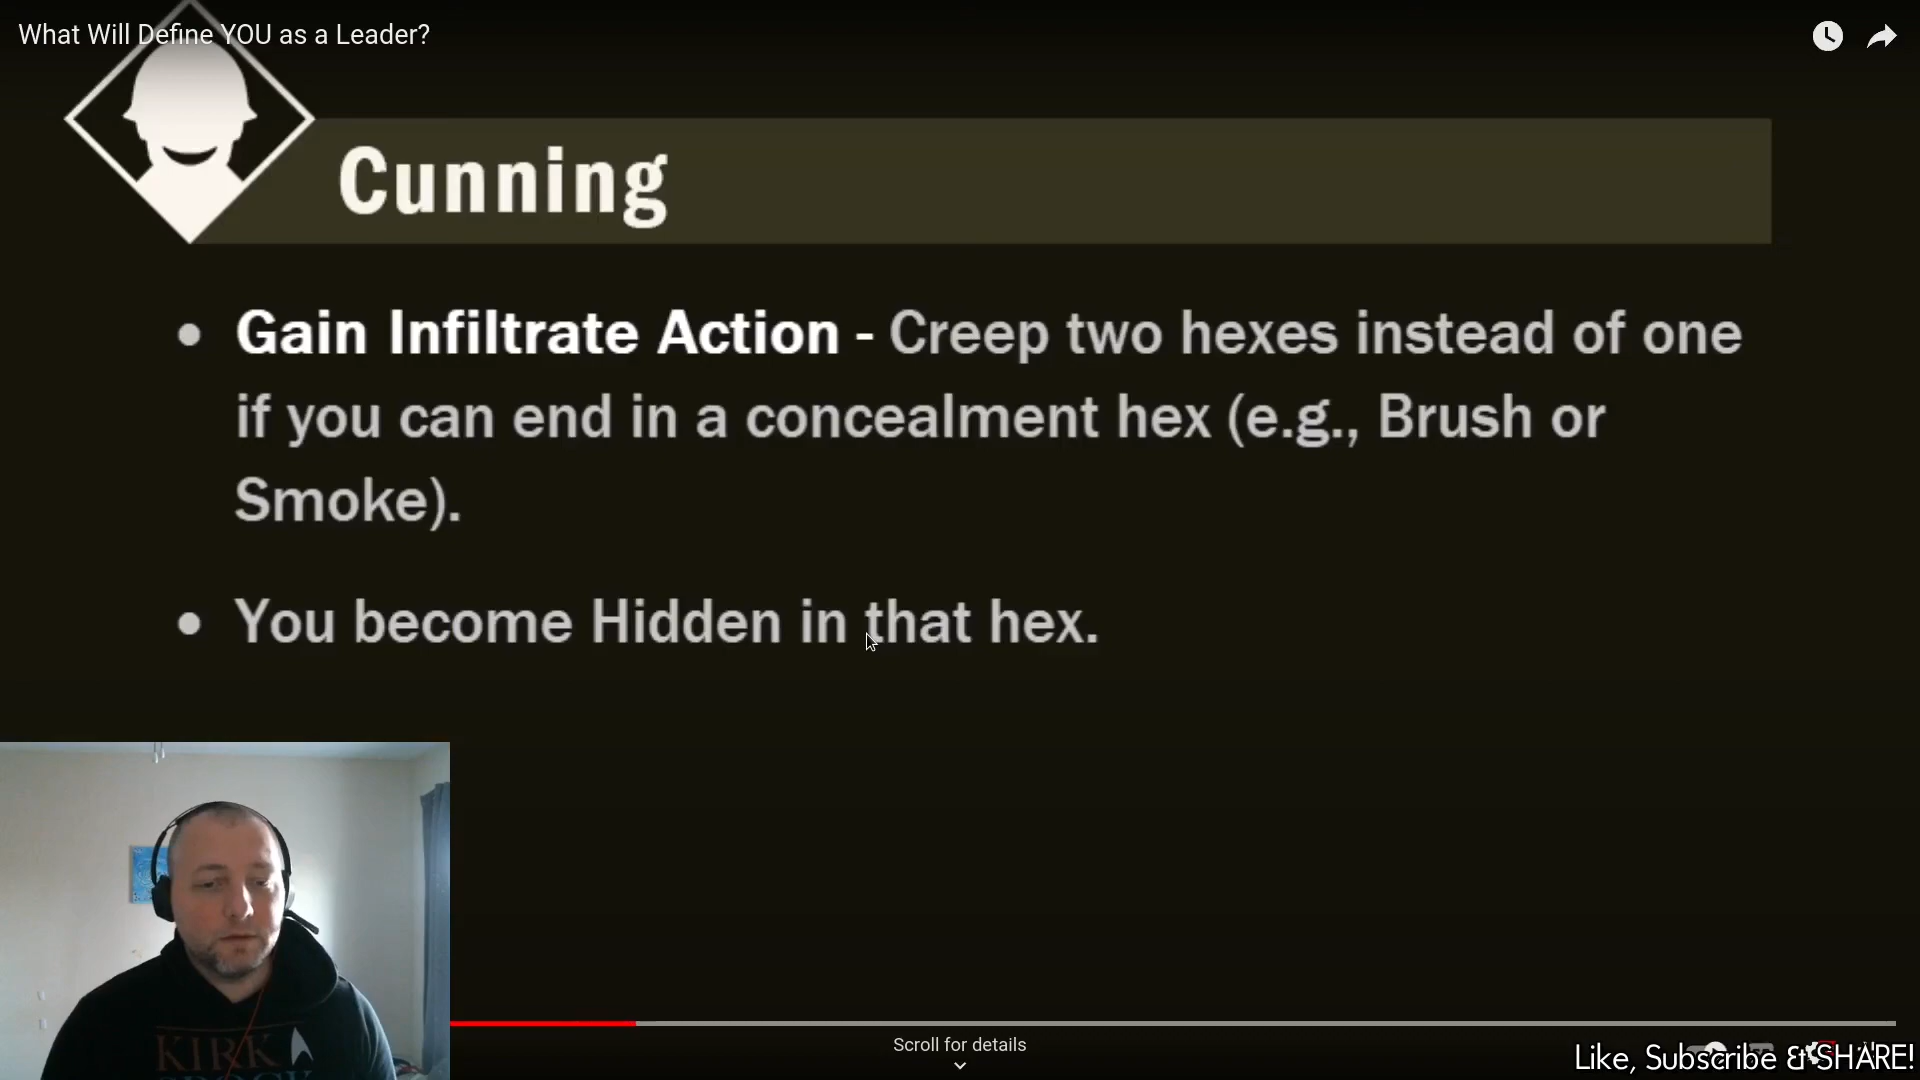 What Will Define YOU as a Leader?
Cunning
Gain Infiltrate Action - Creep two hexes instead of one
if you can end in a concealment hex (e.g., Brush or
Smoke).
You become Hidden in that hex.
KIRK
Scroll for details
Like, Subscribe & SHARE!